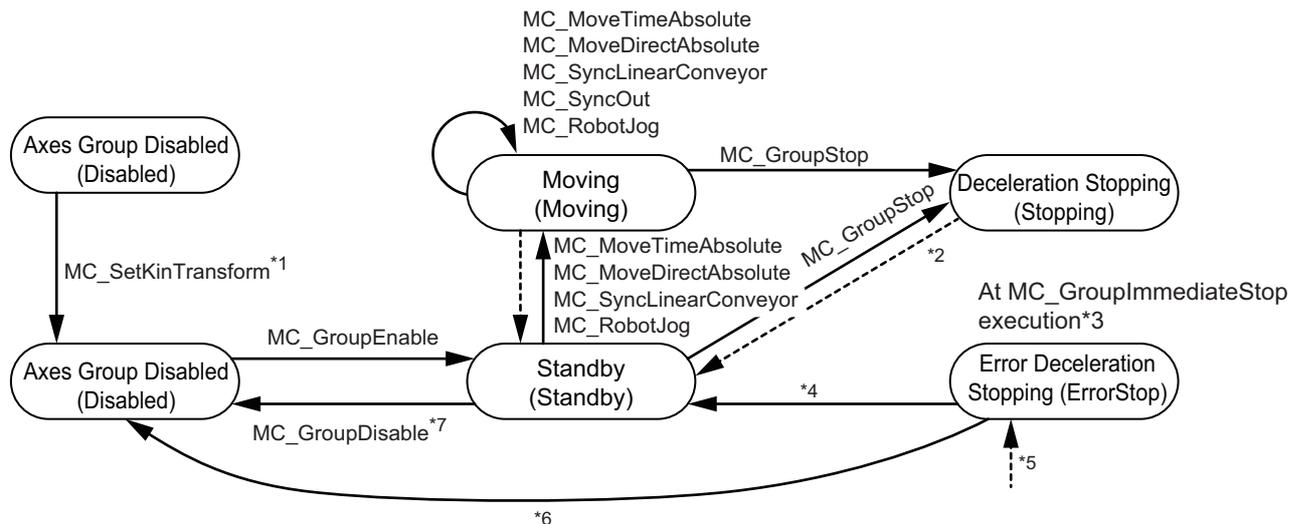 MC_MoveTimeAbsolute
MC_MoveDirectAbsolute
MC_SyncLinearConveyor
MC_SyncOut
MC_RobotJog
Axes Group Disabled
(Disabled)
Moving
(Moving)
MC_GroupStop
Deceleration Stopping
(Stopping)
MC_SetKinTransform*1
MC_MoveTimeAbsolute
MC_MoveDirectAbsolute
MC_SyncLinearConveyor
MC_RobotJog
MC_GroupStop
*2
At MC_GroupImmediateStop
execution*3
MC_GroupEnable
Axes Group Disabled
(Disabled)
Standby
(Standby)
Error Deceleration
Stopping (ErrorStop)
*4
MC_GroupDisable*7
*5
*6